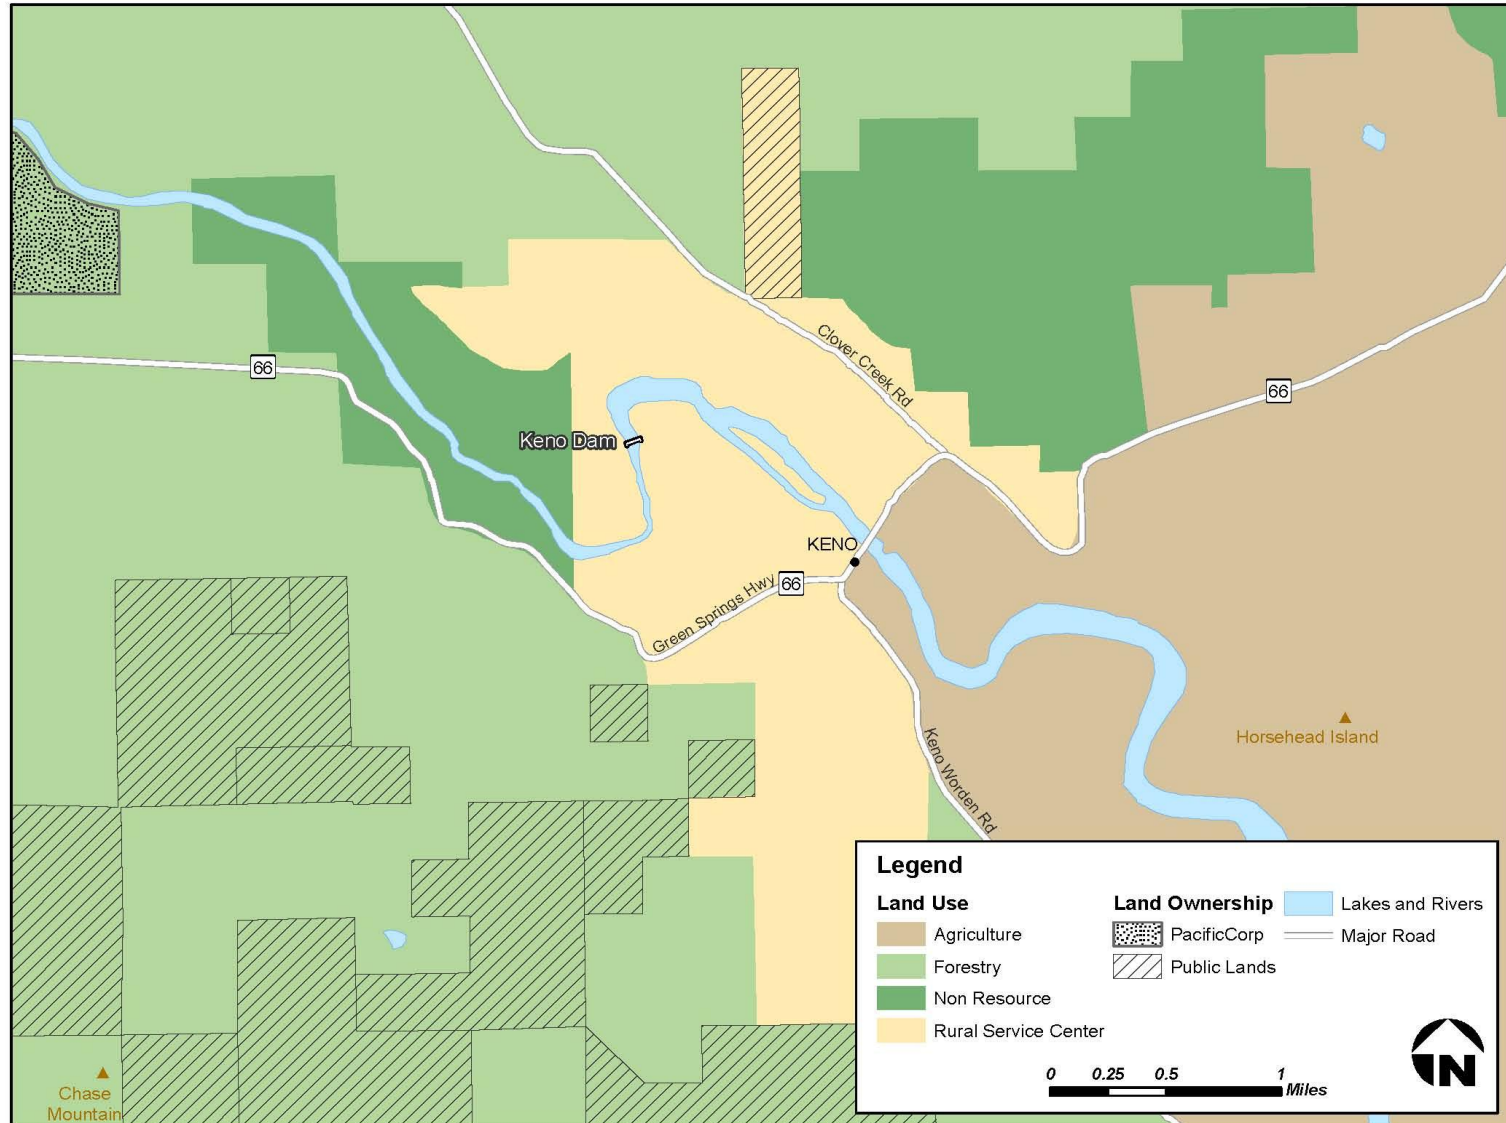 66
Clover Creek Rd
66
Keno Dam
KENO
66
Green Springs Hwy
Horsehead Island
Keno Worden Rd
Chase
Mountain
Legend
Land Use
Agriculture
Forestry
Non Resource
Rural Service Center
Land Ownership
PacificCorp
Public Lands
Lakes and Rivers
Major Road
0 0.25 0.5 1
Miles
N